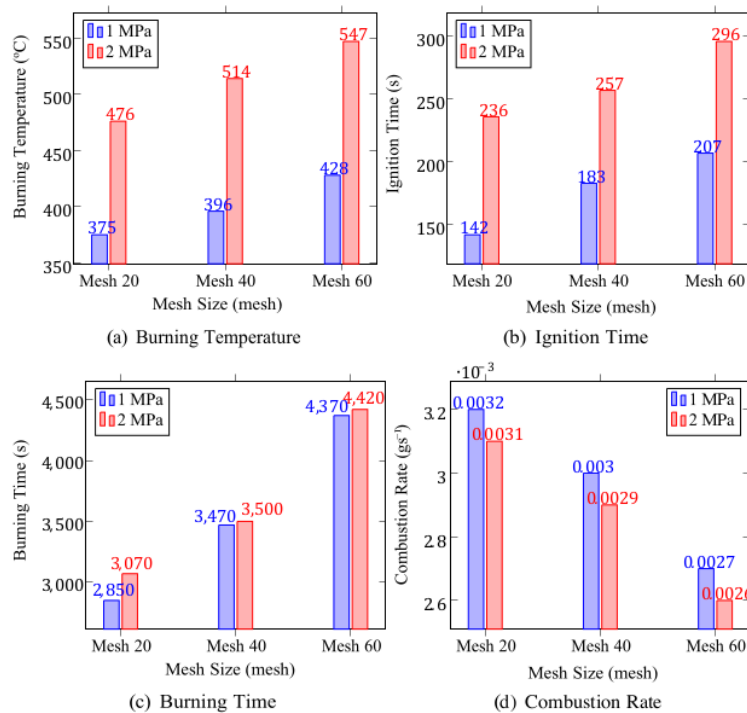 1 MPa
2 MPa
Burning Temperature (ºC)
550
500
450
400
350
375
476
396
514
428
547
Mesh 20 Mesh 40 Mesh 60
Mesh Size (mesh)
(a) Burning Temperature
1 MPa
2 MPa
Ignition Time (s)
300
250
200
150
142
236
183
257
207
296
Mesh 20 Mesh 40 Mesh 60
Mesh Size (mesh)
(b) Ignition Time
1 MPa
2 MPa
Burning Time (s)
4,500
4,000
3,500
3,000
2,850
3,070
3,470
3,500
4,370
4,420
Mesh 20 Mesh 40 Mesh 60
Mesh Size (mesh)
(c) Burning Time
·10⁻³
1 MPa
2 MPa
Combustion Rate (gs⁻¹)
3.2
3
2.8
2.6
0.0032
0.0031
0.003
0.0029
0.0027
0.0026
Mesh 20 Mesh 40 Mesh 60
Mesh Size (mesh)
(d) Combustion Rate